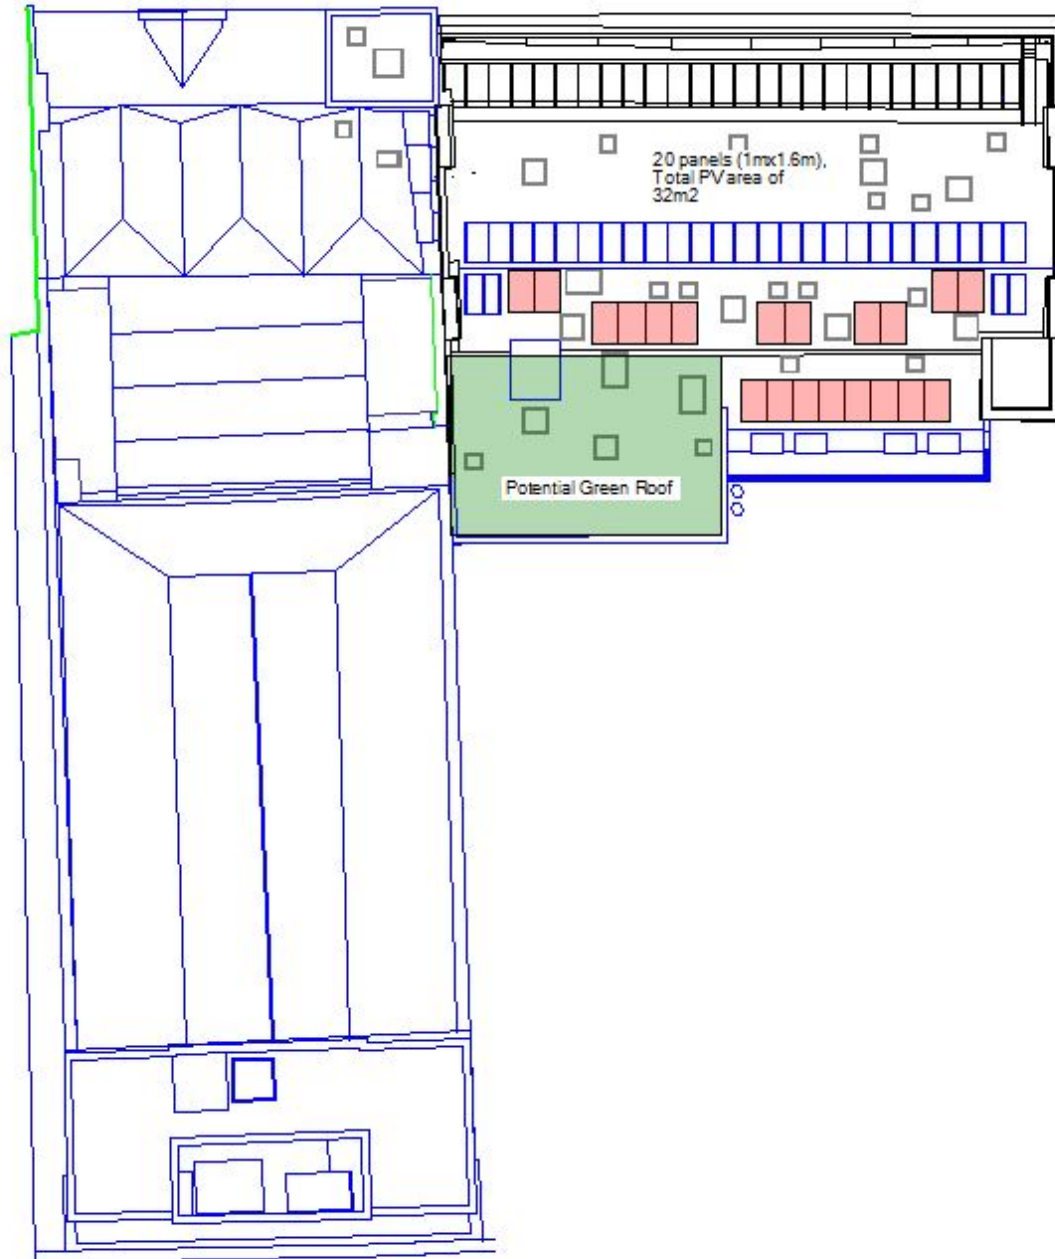 20 panels (1mx1.6m),
Total PV area of
32m2
Potential Green Roof